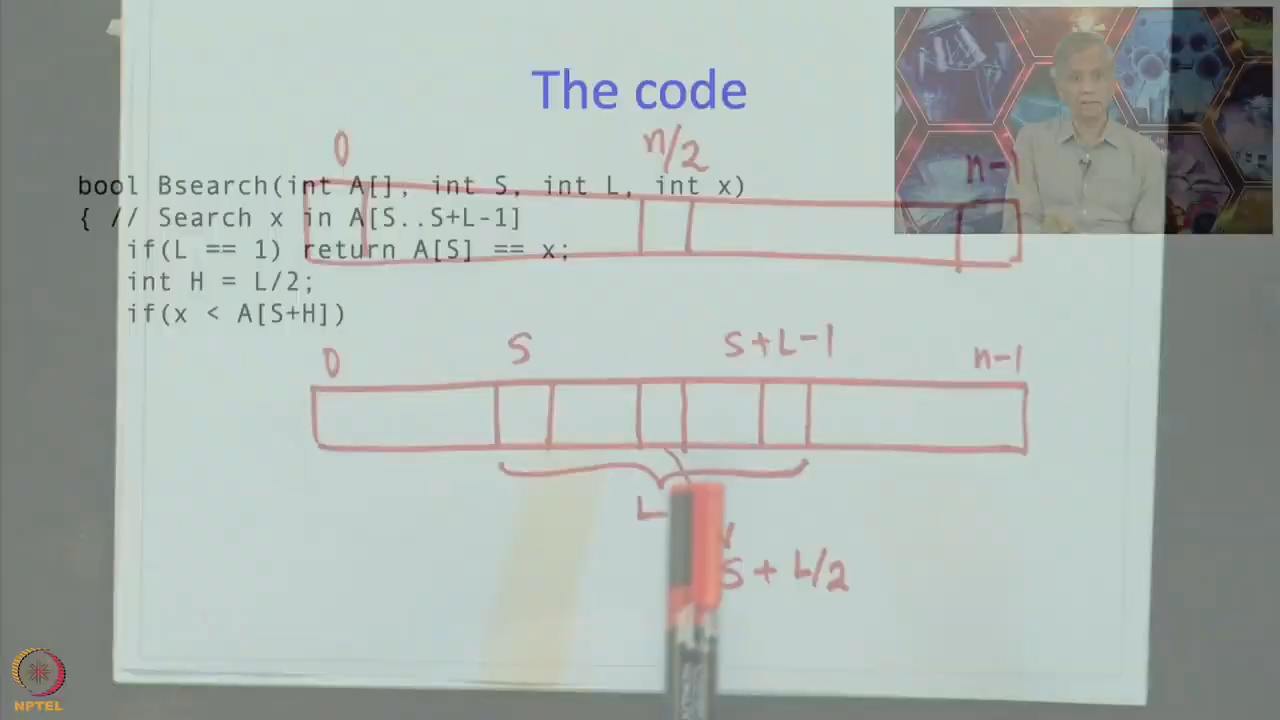 The code
0 n/2 n-1
bool Bsearch(int A[], int S, int L, int x)
{ // Search x in A[S..S+L-1]
if(L == 1) return A[S] == x;
int H = L/2;
if(x < A[S+H])
0 S S+L-1 n-1
L
S + L/2
NPTEL